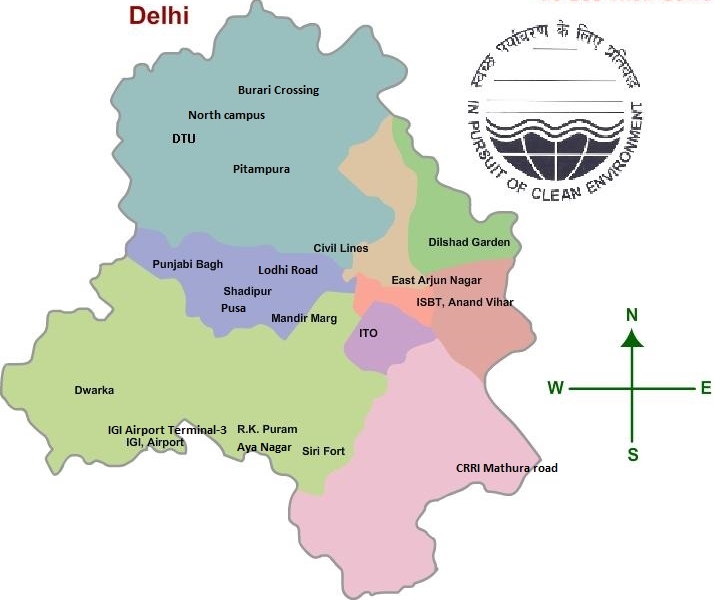 Delhi
स्वच्छ पर्यावरण के लिए प्रतिबद्ध
IN PURSUIT OF CLEAN ENVIRONMENT
Burari Crossing
North campus
DTU
Pitampura
Civil Lines
Dilshad Garden
Punjabi Bagh
Lodhi Road
East Arjun Nagar
Shadipur
ISBT, Anand Vihar
Pusa
Mandir Marg
ITO
N
W
E
S
Dwarka
IGI Airport Terminal-3
IGI, Airport
R.K. Puram
Aya Nagar
Siri Fort
CRRI Mathura road